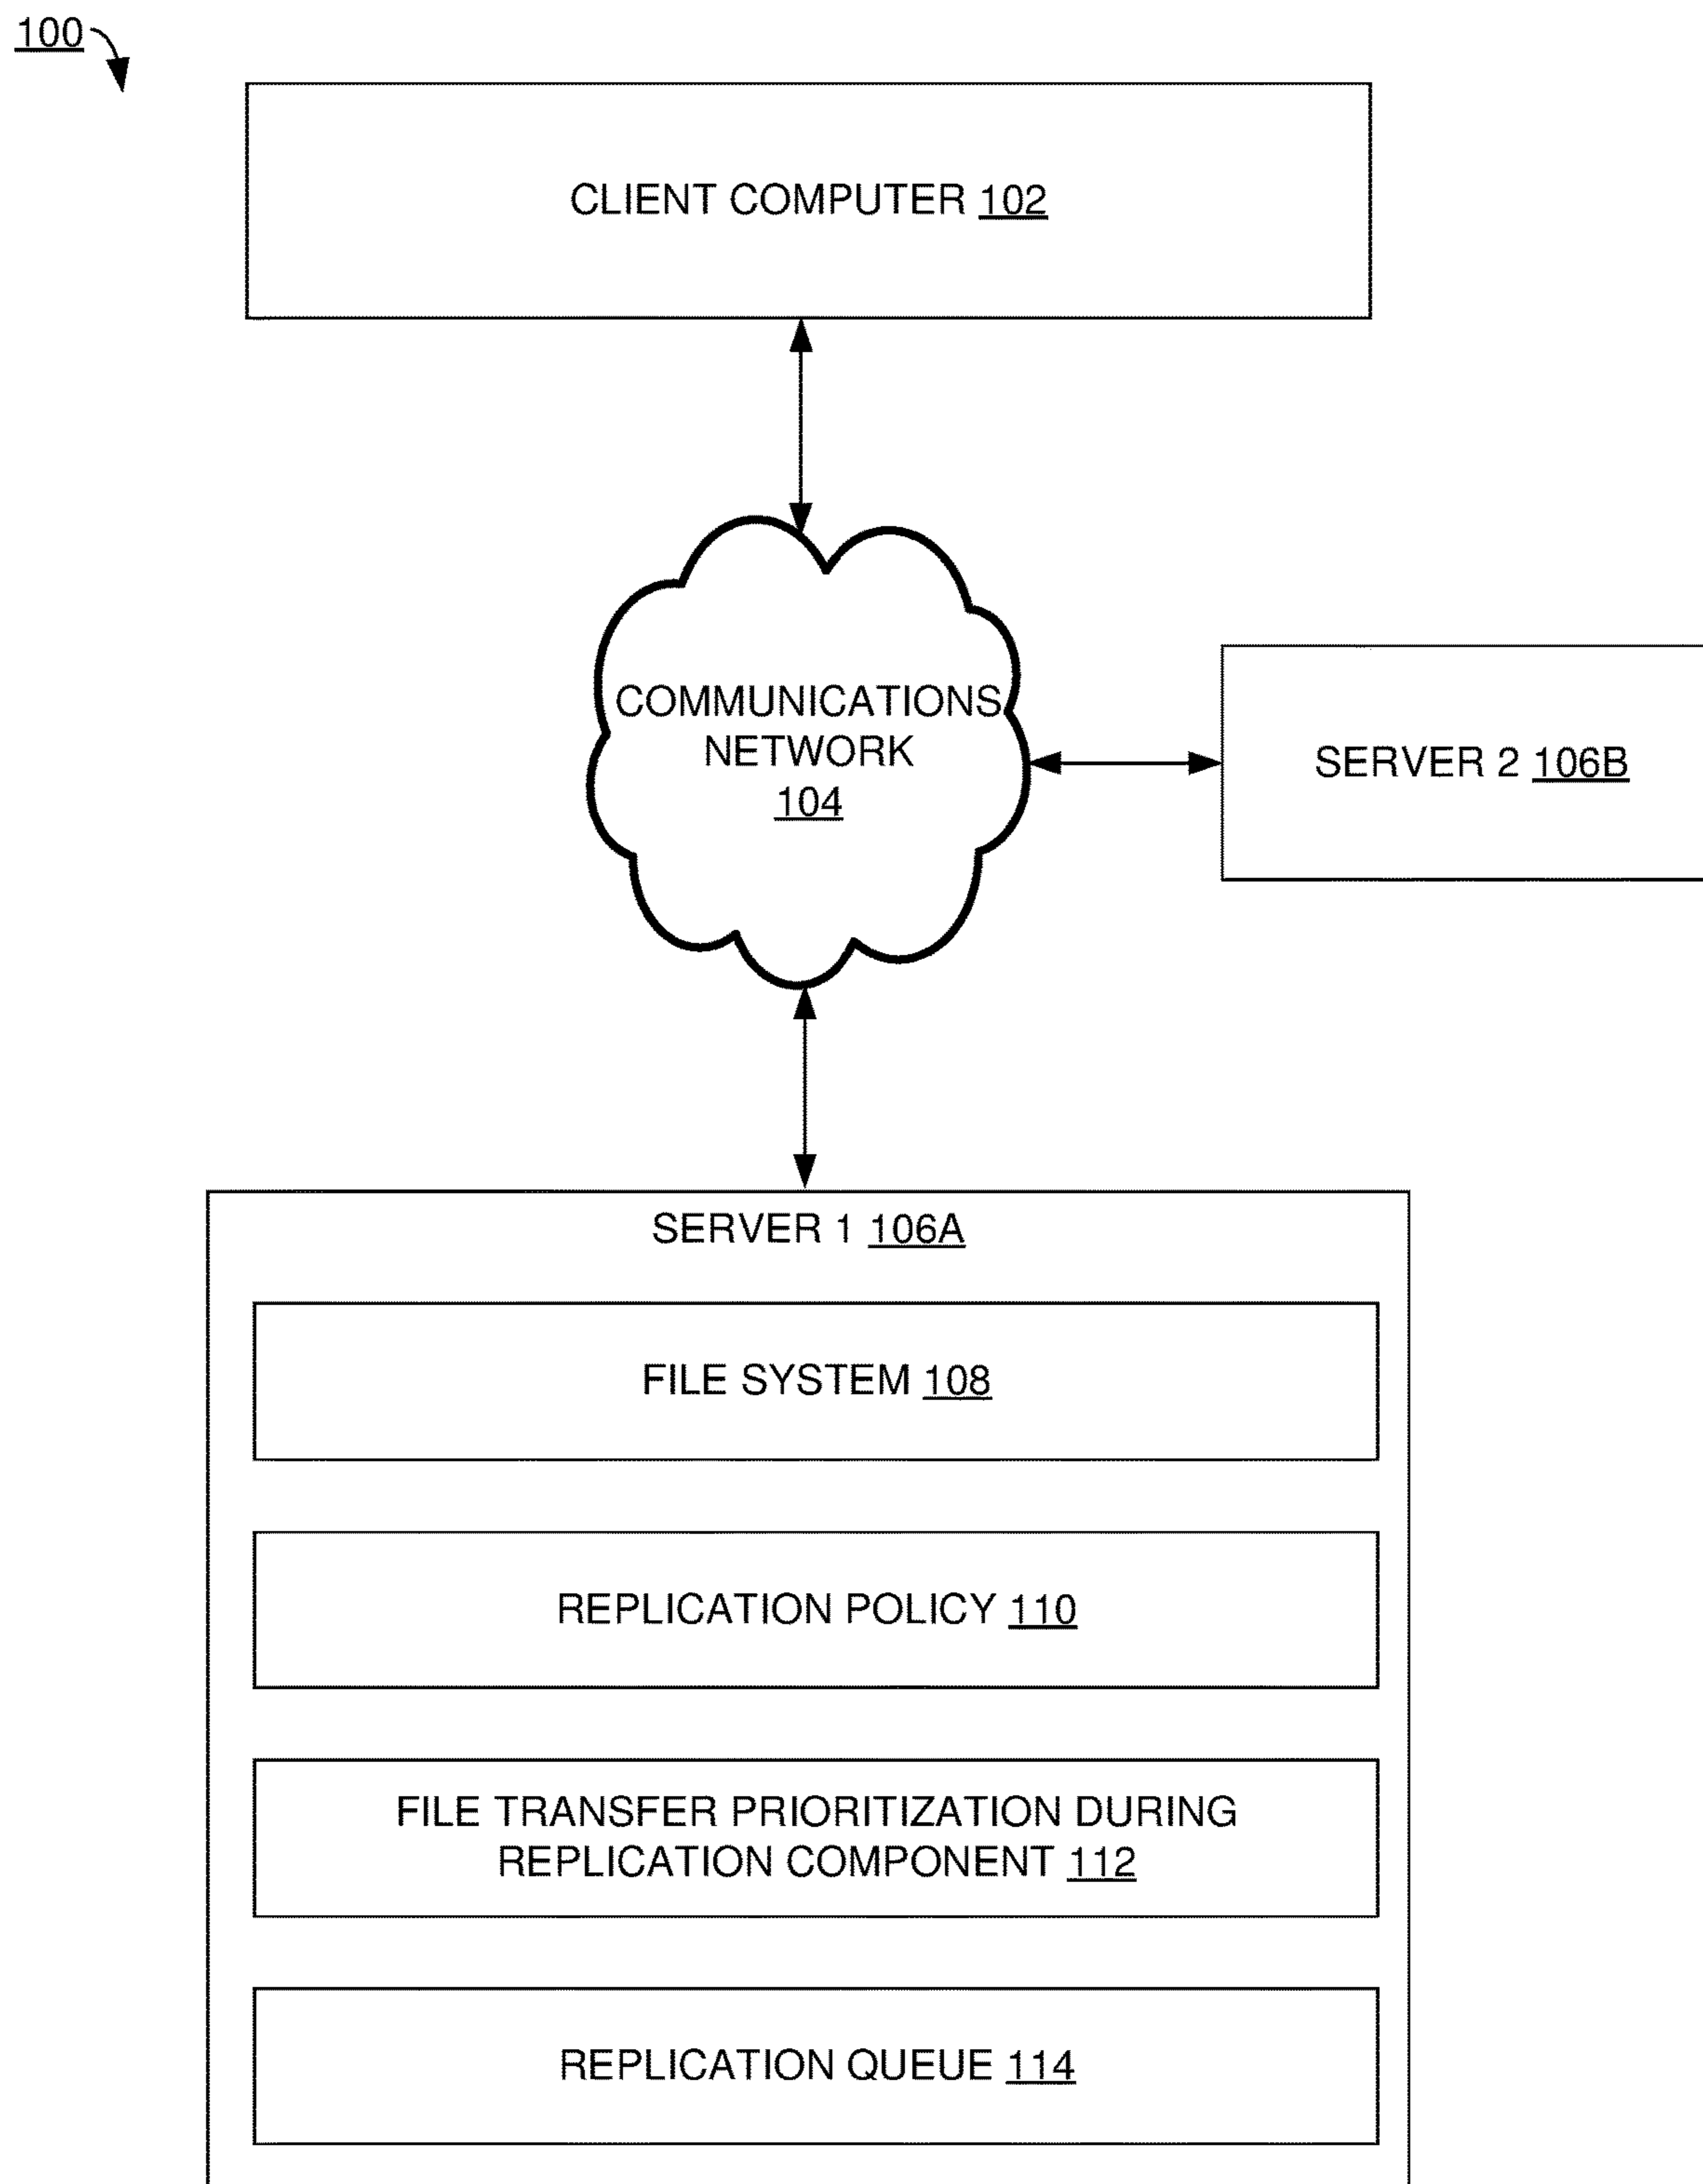 100
CLIENT COMPUTER 102
COMMUNICATIONS
NETWORK
104
SERVER 2 106B
SERVER 1 106A
FILE SYSTEM 108
REPLICATION POLICY 110
FILE TRANSFER PRIORITIZATION DURING
REPLICATION COMPONENT 112
REPLICATION QUEUE 114